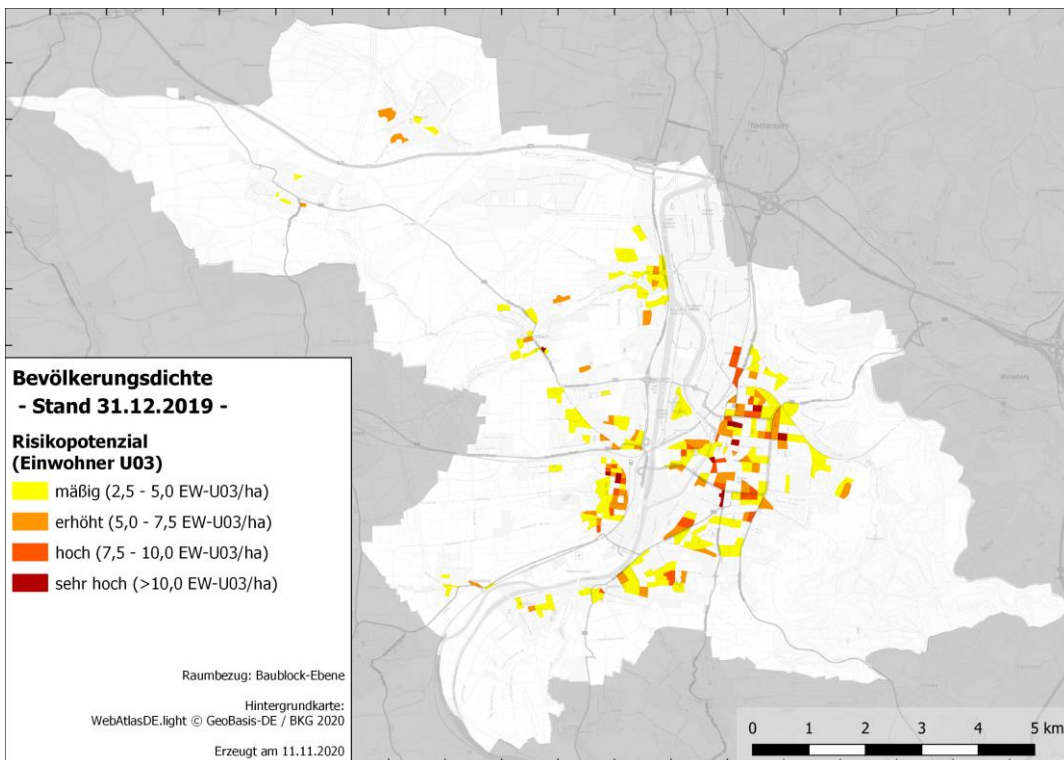 Neckarsulm
Weinsberg
Bevölkerungsdichte
- Stand 31.12.2019 -
Risikopotenzial
(Einwohner U03)
mäßig (2,5 - 5,0 EW-U03/ha)
erhöht (5,0 - 7,5 EW-U03/ha)
hoch (7,5 - 10,0 EW-U03/ha)
sehr hoch (>10,0 EW-U03/ha)
Raumbezug: Baublock-Ebene
Hintergrundkarte:
WebAtlasDE.light © GeoBasis-DE / BKG 2020
Erzeugt am 11.11.2020
0 1 2 3 4 5 km